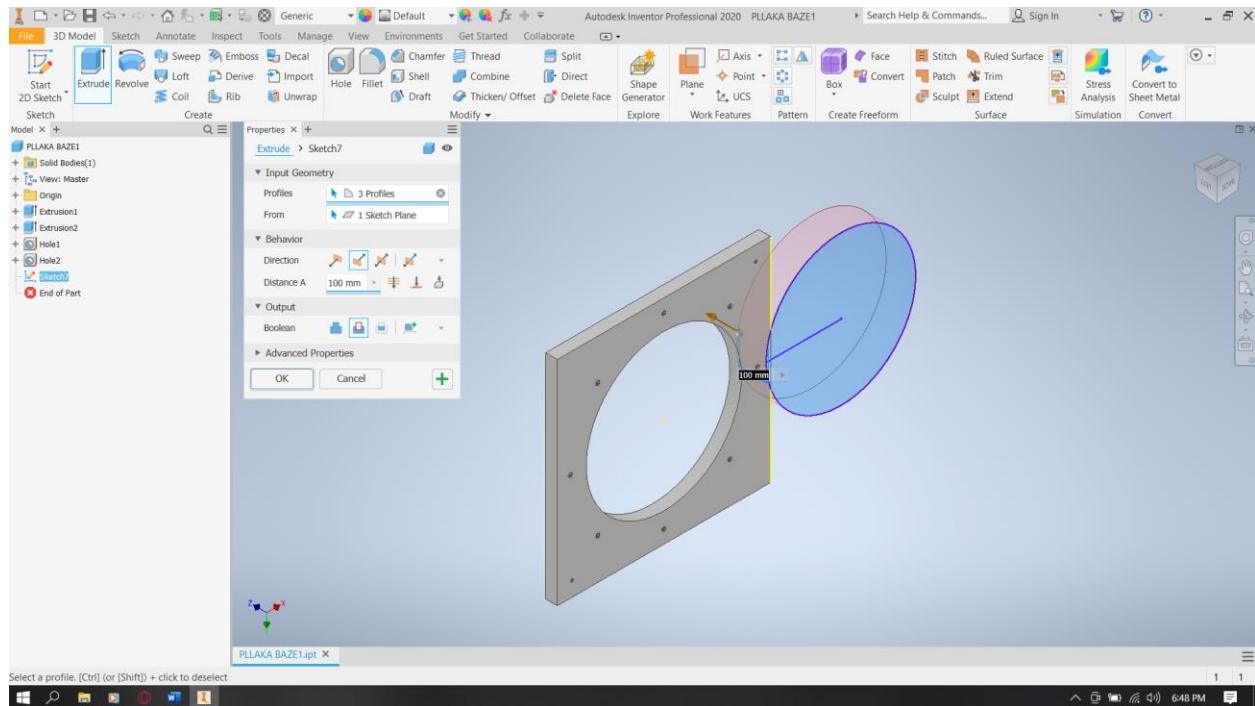 Generic
Default
Autodesk Inventor Professional 2020 PLLAKA BAZE1
Search Help & Commands...
Sign In
File 3D Model Sketch Annotate Inspect Tools Manage View Environments Get Started Collaborate
Start 2D Sketch
Extrude
Revolve
Sweep
Loft
Coil
Emboss
Derive
Rib
Decal
Import
Unwrap
Hole
Fillet
Chamfer
Shell
Draft
Thread
Combine
Thicken/ Offset
Split
Direct
Delete Face
Shape Generator
Plane
Axis
Point
UCS
Box
Face
Convert
Stitch
Patch
Sculpt
Ruled Surface
Trim
Extend
Stress Analysis
Convert to Sheet Metal
Sketch
Create
Modify
Explore
Work Features
Pattern
Create Freeform
Surface
Simulation
Convert
Model
PLLAKA BAZE1
Solid Bodies(1)
View: Master
Origin
Extrusion1
Extrusion2
Hole1
Hole2
Sketch7
End of Part
Properties
Extrude > Sketch7
Input Geometry
Profiles 3 Profiles
From 1 Sketch Plane
Behavior
Direction
Distance A 100 mm
Output
Boolean
Advanced Properties
OK Cancel
100 mm
Z X
Y
PLLAKA BAZE1.ipt
Select a profile. [Ctrl] (or [Shift]) + click to deselect
1 1
6:48 PM